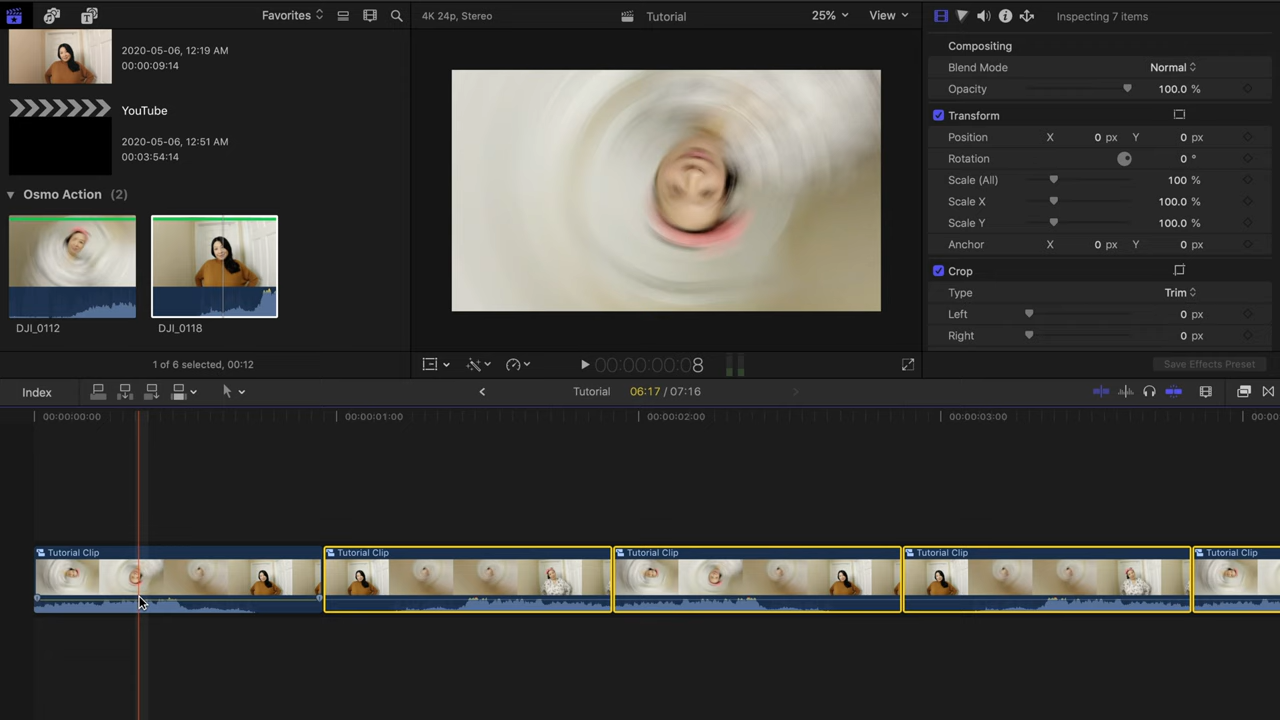 Favorites
4K 24p, Stereo
Tutorial
25%
View
Inspecting 7 items
2020-05-06, 12:19 AM
00:00:09:14
YouTube
2020-05-06, 12:51 AM
00:03:54:14
Osmo Action (2)
DJI_0112
DJI_0118
1 of 6 selected, 00:12
00:00:00:08
Compositing
Blend Mode Normal
Opacity 100.0 %
Transform
Position X 0 px Y 0 px
Rotation 0 °
Scale (All) 100 %
Scale X 100.0 %
Scale Y 100.0 %
Anchor X 0 px Y 0 px
Crop
Type Trim
Left 0 px
Right 0 px
Save Effects Preset
Index
Tutorial 06:17 / 07:16
00:00:00:00 00:00:01:00 00:00:02:00 00:00:03:00 00:00
Tutorial Clip Tutorial Clip Tutorial Clip Tutorial Clip Tutorial Clip